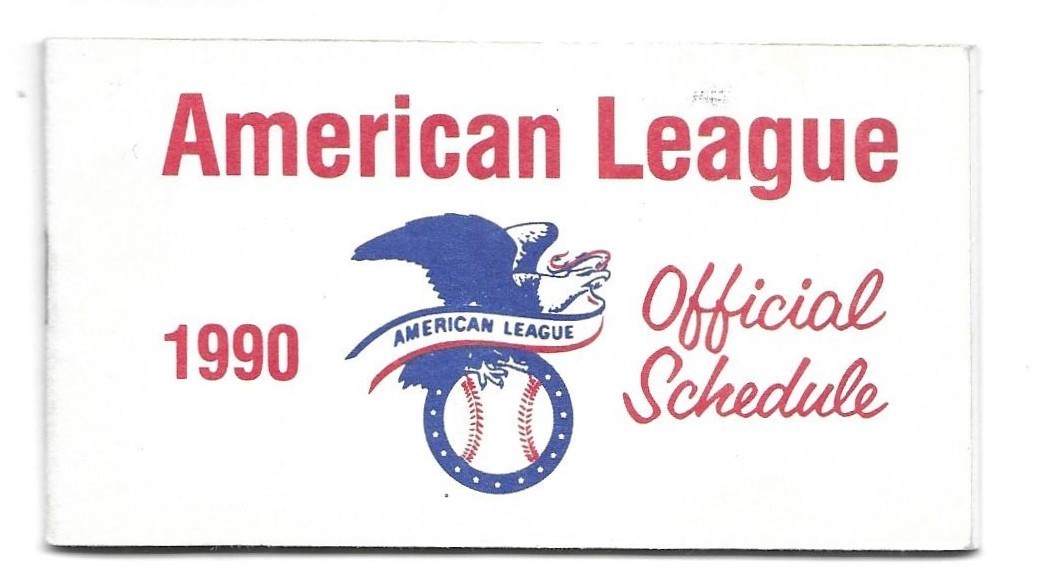 American League
1990
AMERICAN LEAGUE
Official
Schedule